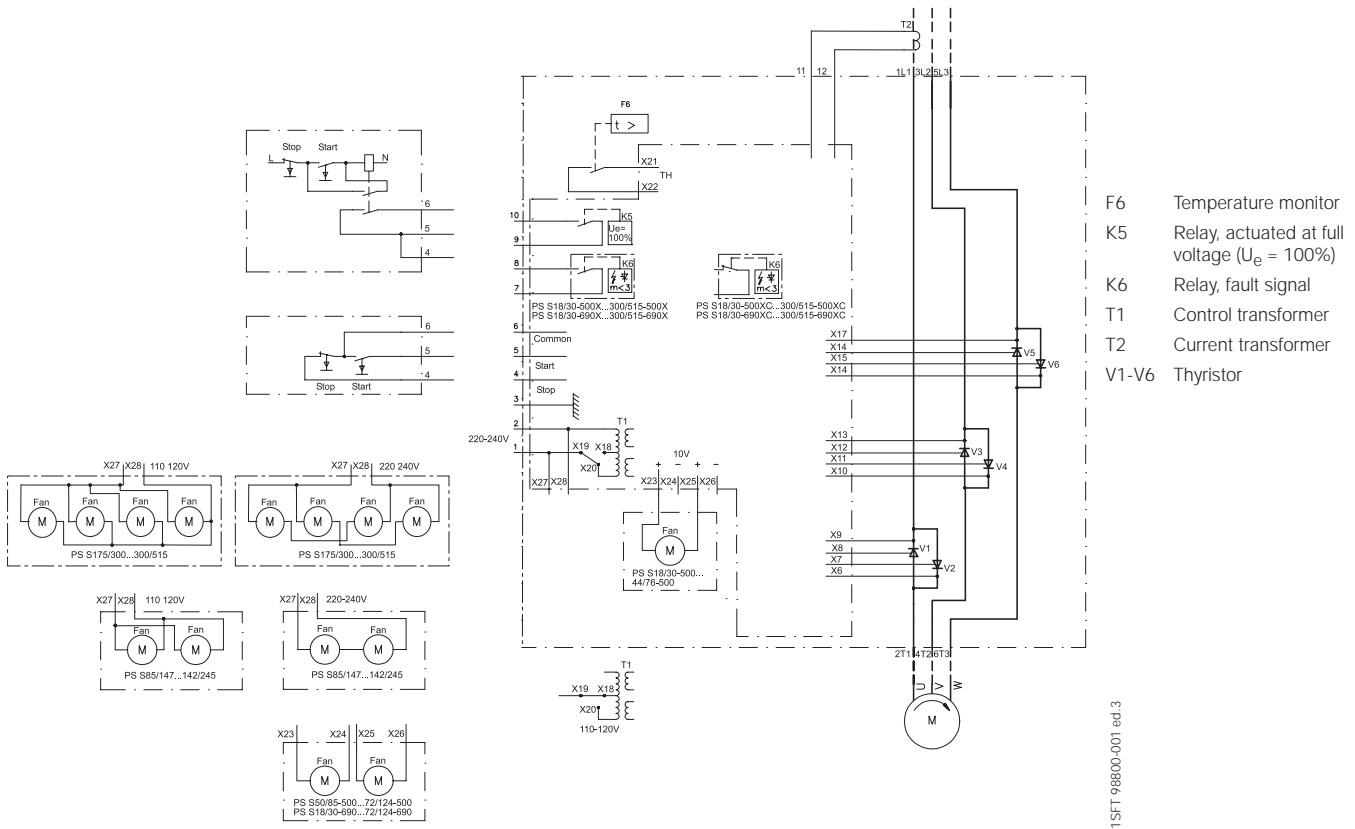 T2
11 12 1L1 3L2 5L3
F6
t >
Stop Start
L N
X21
TH
X22
6
5
4
10
K5
Ue=
100%
9
8
K6
m<3
7
K6
m<3
PS S18/30-500X...300/515-500X
PS S18/30-690X...300/515-690X
PS S18/30-500XC...300/515-500XC
PS S18/30-690XC...300/515-690XC
6
Common
5
Start
4
Stop
3
2
220-240V
1
6
5
4
Stop Start
X17
X14
X15
X14
V5
V6
X13
X12
X11
X10
V3
V4
X9
X8
X7
X6
V1
V2
T1
X19 X18
X20
10V
+ - + -
X27 X28
X23 X24 X25 X26
Fan
M
PS S18/30-500...
44/76-500
X27 X28 110 120V
Fan Fan Fan Fan
M M M M
PS S175/300...300/515
X27 X28 220 240V
Fan Fan Fan Fan
M M M M
PS S175/300...300/515
X27 X28 110 120V
Fan Fan
M M
PS S85/147...142/245
X27 X28 220-240V
Fan Fan
M M
PS S85/147...142/245
X23 X24 X25 X26
Fan Fan
M M
PS S50/85-500...72/124-500
PS S18/30-690...72/124-690
T1
X19 X18
X20
110-120V
2T1 4T2 6T3
U V W
M
F6 Temperature monitor
K5 Relay, actuated at full
voltage (Ue = 100%)
K6 Relay, fault signal
T1 Control transformer
T2 Current transformer
V1-V6 Thyristor
1SFT 98800-001 ed.3